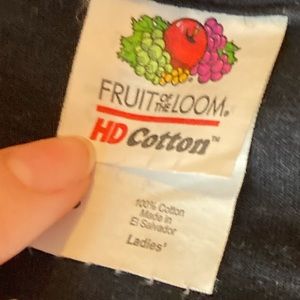 FRUIT OF THE LOOM®
HD Cotton™
100% Cotton
Made in
El Salvador
Ladies'